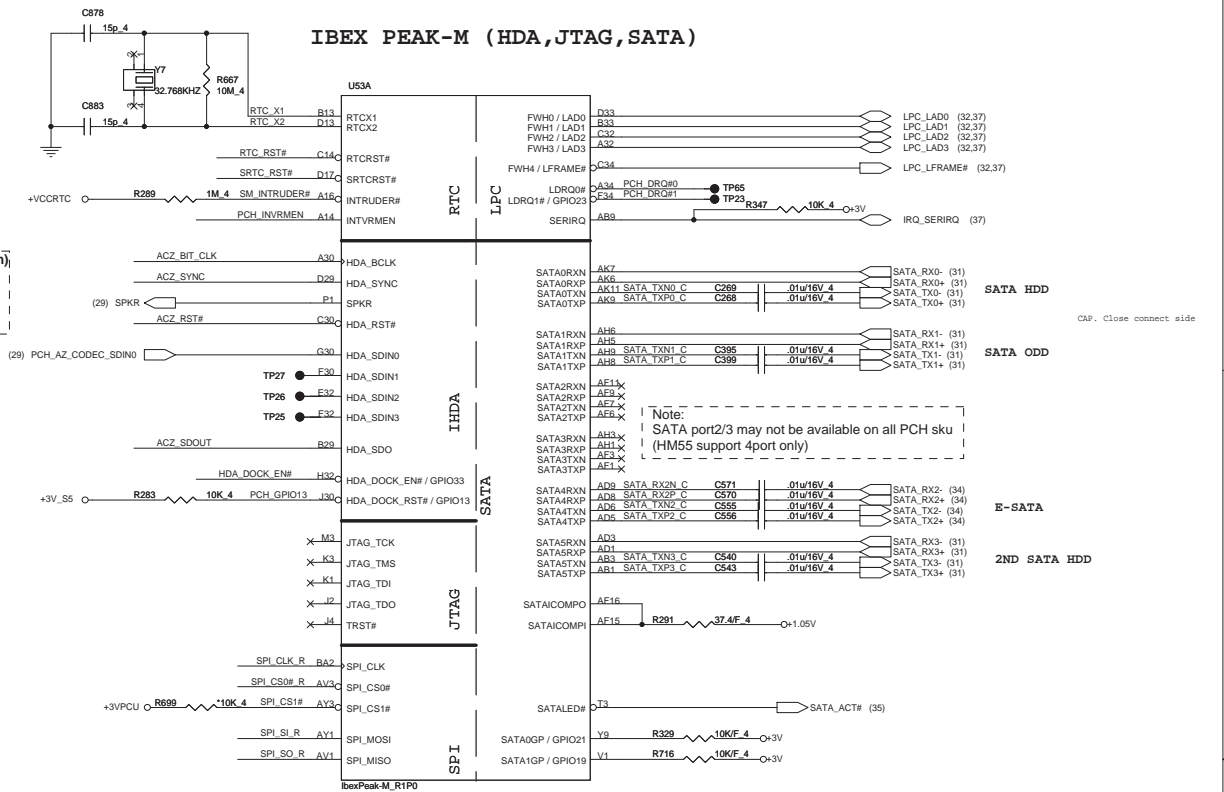 IBEX PEAK-M (HDA,JTAG,SATA)
C878
15p_4
2
1
Y7
32.768KHZ
R667
10M_4
3
4
C883
15p_4
U53A
RTC_X1 B13 RTCX1
RTC_X2 D13 RTCX2
RTC_RST# C14 RTCRST#
SRTC_RST# D17 SRTCRST#
+VCCRTC R289 1M_4 SM_INTRUDER# A16 INTRUDER#
PCH_INVRMEN A14 INTVRMEN
RTC
LPC
FWH0 / LAD0 D33 LPC_LAD0 (32,37)
FWH1 / LAD1 B33 LPC_LAD1 (32,37)
FWH2 / LAD2 C32 LPC_LAD2 (32,37)
FWH3 / LAD3 A32 LPC_LAD3 (32,37)
FWH4 / LFRAME# C34 LPC_LFRAME# (32,37)
LDRQ0# A34 PCH_DRQ#0 TP65
LDRQ1# / GPIO23 F34 PCH_DRQ#1 TP23
R347 10K_4 +3V
SERIRQ AB9 IRQ_SERIRQ (37)
ACZ_BIT_CLK A30 HDA_BCLK
ACZ_SYNC D29 HDA_SYNC
(29) SPKR P1 SPKR
ACZ_RST# C30 HDA_RST#
(29) PCH_AZ_CODEC_SDIN0 G30 HDA_SDIN0
TP27 F30 HDA_SDIN1
TP26 E32 HDA_SDIN2
TP25 F32 HDA_SDIN3
ACZ_SDOUT B29 HDA_SDO
HDA_DOCK_EN# H32 HDA_DOCK_EN# / GPIO33
+3V_S5 R283 10K_4 PCH_GPIO13 J30 HDA_DOCK_RST# / GPIO13
IHDA
SATA
SATA0RXN AK7 SATA_RX0- (31)
SATA0RXP AK6 SATA_RX0+ (31)
SATA0TXN AK11 SATA_TXN0_C C269 .01u/16V_4 SATA_TX0- (31)
SATA0TXP AK9 SATA_TXP0_C C268 .01u/16V_4 SATA_TX0+ (31)
SATA HDD
CAP. Close connect side
SATA1RXN AH6 SATA_RX1- (31)
SATA1RXP AH5 SATA_RX1+ (31)
SATA1TXN AH9 SATA_TXN1_C C395 .01u/16V_4 SATA_TX1- (31)
SATA1TXP AH8 SATA_TXP1_C C399 .01u/16V_4 SATA_TX1+ (31)
SATA ODD
SATA2RXN AF11
SATA2RXP AF9
SATA2TXN AF7
SATA2TXP AF6
Note:
SATA port2/3 may not be available on all PCH sku
(HM55 support 4port only)
SATA3RXN AH3
SATA3RXP AH1
SATA3TXN AF3
SATA3TXP AF1
SATA4RXN AD9 SATA_RX2N_C C571 .01u/16V_4 SATA_RX2- (34)
SATA4RXP AD8 SATA_RX2P_C C570 .01u/16V_4 SATA_RX2+ (34)
SATA4TXN AD6 SATA_TXN2_C C555 .01u/16V_4 SATA_TX2- (34)
SATA4TXP AD5 SATA_TXP2_C C556 .01u/16V_4 SATA_TX2+ (34)
E-SATA
SATA5RXN AD3 SATA_RX3- (31)
SATA5RXP AD1 SATA_RX3+ (31)
SATA5TXN AB3 SATA_TXN3_C C540 .01u/16V_4 SATA_TX3- (31)
SATA5TXP AB1 SATA_TXP3_C C543 .01u/16V_4 SATA_TX3+ (31)
2ND SATA HDD
M3 JTAG_TCK
K3 JTAG_TMS
K1 JTAG_TDI
J2 JTAG_TDO
J4 TRST#
JTAG
SATAICOMPO AF16
SATAICOMPI AF15 R291 37.4/F_4 +1.05V
SPI_CLK_R BA2 SPI_CLK
SPI_CS0#_R AV3 SPI_CS0#
+3VPCU R699 *10K_4 SPI_CS1# AY3 SPI_CS1#
SPI_SI_R AY1 SPI_MOSI
SPI_SO_R AV1 SPI_MISO
SPI
SATALED# T3 SATA_ACT# (35)
SATA0GP / GPIO21 Y9 R329 10K/F_4 +3V
SATA1GP / GPIO19 V1 R716 10K/F_4 +3V
IbexPeak-M_R1P0